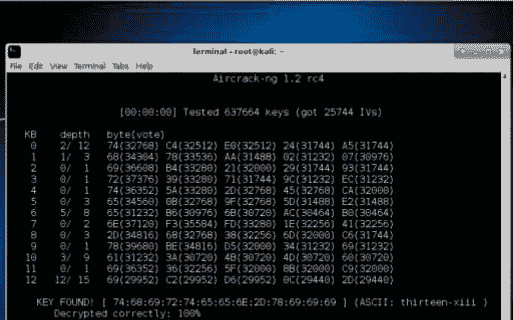 Terminal - root@kali: ~
File Edit View Terminal Tabs Help
Aircrack-ng 1.2 rc4
[00:00:00] Tested 637664 keys (got 25744 IVs)
KB depth byte(vote)
0 2/ 12 74(32768) C4(32512) E0(32512) 24(31744) A5(31744)
1 1/ 3 68(34304) 78(33536) AA(31488) 02(31232) 07(30976)
2 0/ 1 69(36608) B4(33280) 21(32000) 29(31744) 93(31744)
3 0/ 1 72(37376) 39(33280) 71(31744) 9C(31232) EC(31232)
4 0/ 1 74(36352) 5A(33280) 2D(32768) 45(32768) CA(32000)
5 0/ 3 65(34560) 0B(32768) 9F(32768) 5D(31488) E2(31488)
6 5/ 8 65(31232) B6(30976) 6B(30720) AC(30464) B0(30464)
7 0/ 2 6E(37120) F3(35584) FD(33280) 1E(32256) 41(32256)
8 0/ 3 2D(34816) 68(32768) 38(32256) 6D(32000) C6(31744)
9 0/ 1 78(39680) BE(34816) D5(32000) 34(31232) 69(31232)
10 3/ 9 61(31232) 3A(30720) 4B(30720) 4D(30720) 60(30720)
11 0/ 1 69(36352) 36(32256) 5F(32000) 8B(32000) C9(32000)
12 12/ 15 69(29952) C2(29952) D6(29952) 0C(29440) 2D(29440)
KEY FOUND! [ 74:68:69:72:74:65:65:6E:2D:78:69:69:69 ] (ASCII: thirteen-xiii )
Decrypted correctly: 100%